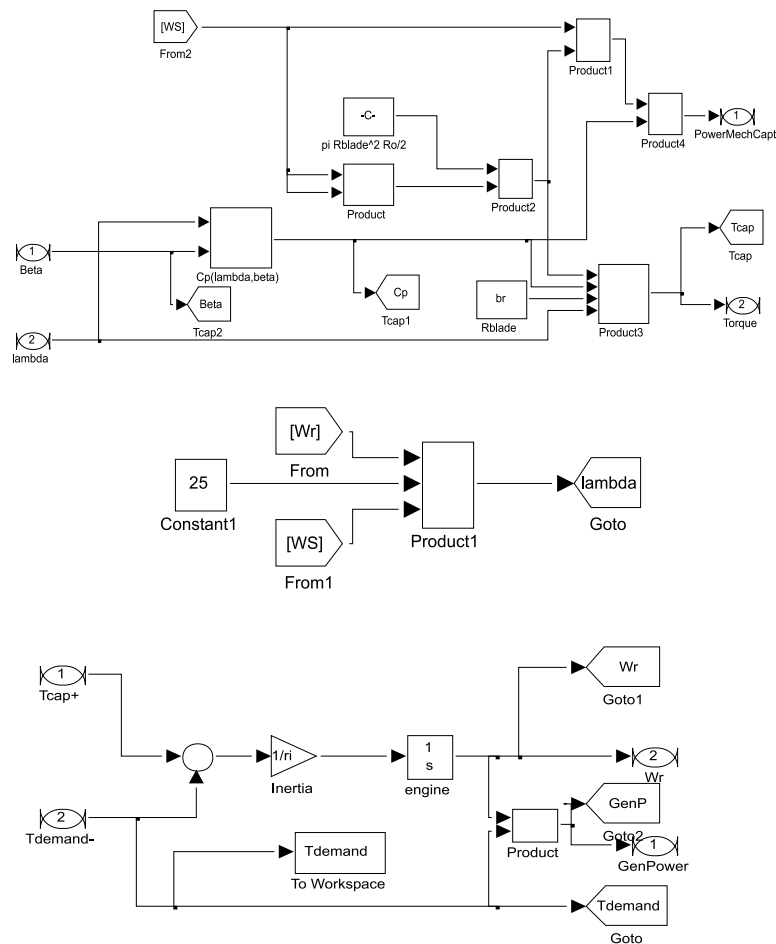 [WS]
From2
Product1
-C-
pi Rblade^2 Ro/2
Product4
1
PowerMechCapt
Product
Product2
1
Beta
Cp(lambda,beta)
Beta
Tcap2
Cp
Tcap1
br
Rblade
Product3
Tcap
Tcap
2
Torque
2
lambda
[Wr]
From
25
Constant1
[WS]
From1
Product1
lambda
Goto
1
Tcap+
1/ri
Inertia
1
s
engine
Wr
Goto1
2
Wr
2
Tdemand-
Product
GenP
Goto2
1
GenPower
Tdemand
To Workspace
Tdemand
Goto